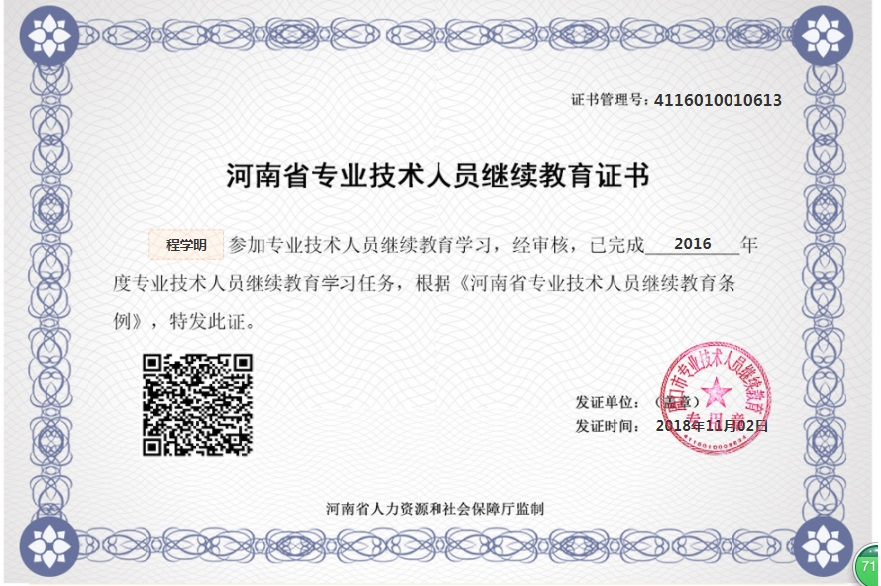 证书管理号：4116010010613
河南省专业技术人员继续教育证书
程学明 参加专业技术人员继续教育学习，经审核，已完成 2016 年
度专业技术人员继续教育学习任务，根据《河南省专业技术人员继续教育条
例》，特发此证。
发证单位：（盖章）
发证时间：2018年11月02日
周口市专业技术人员继续教育
专用章
河南省人力资源和社会保障厅监制
71